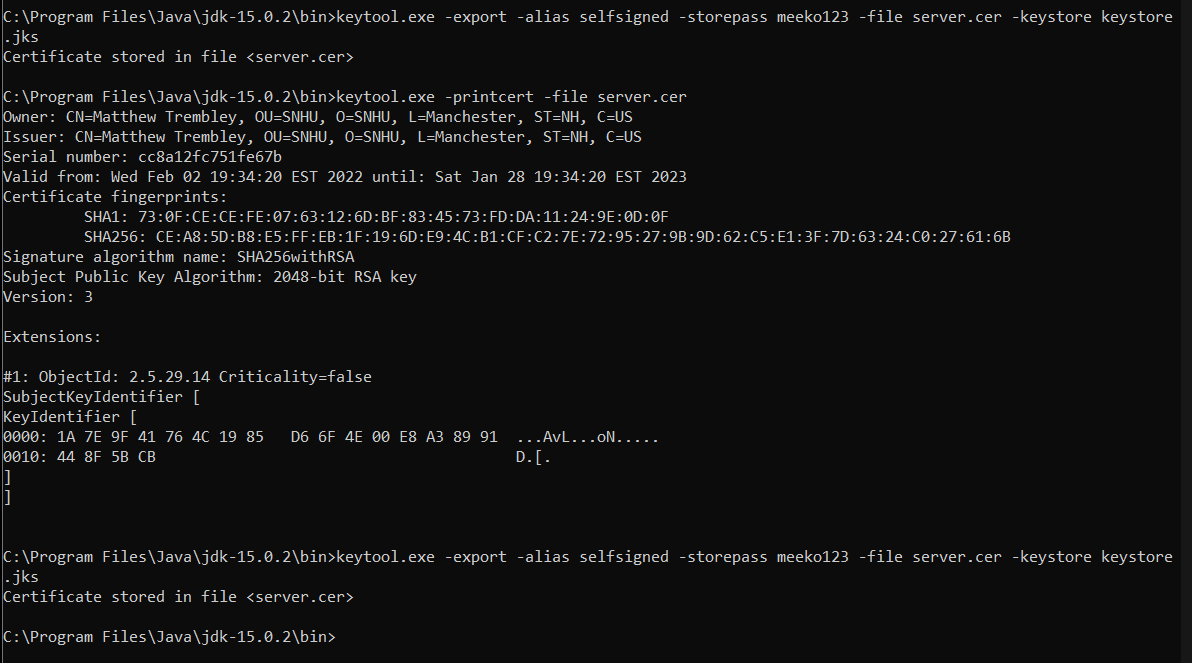 C:\Program Files\Java\jdk-15.0.2\bin>keytool.exe -export -alias selfsigned -storepass meeko123 -file server.cer -keystore keystore
.jks
Certificate stored in file <server.cer>
C:\Program Files\Java\jdk-15.0.2\bin>keytool.exe -printcert -file server.cer
Owner: CN=Matthew Trembley, OU=SNHU, O=SNHU, L=Manchester, ST=NH, C=US
Issuer: CN=Matthew Trembley, OU=SNHU, O=SNHU, L=Manchester, ST=NH, C=US
Serial number: cc8a12fc751fe67b
Valid from: Wed Feb 02 19:34:20 EST 2022 until: Sat Jan 28 19:34:20 EST 2023
Certificate fingerprints:
SHA1: 73:0F:CE:CE:FE:07:63:12:6D:BF:83:45:73:FD:DA:11:24:9E:0D:0F
SHA256: CE:A8:5D:B8:E5:FF:EB:1F:19:6D:E9:4C:B1:CF:C2:7E:72:95:27:9B:9D:62:C5:E1:3F:7D:63:24:C0:27:61:6B
Signature algorithm name: SHA256withRSA
Subject Public Key Algorithm: 2048-bit RSA key
Version: 3
Extensions:
#1: ObjectId: 2.5.29.14 Criticality=false
SubjectKeyIdentifier [
KeyIdentifier [
0000: 1A 7E 9F 41 76 4C 19 85   D6 6F 4E 00 E8 A3 89 91  ...AvL...oN.....
0010: 44 8F 5B CB                                        D.[.
]
]
C:\Program Files\Java\jdk-15.0.2\bin>keytool.exe -export -alias selfsigned -storepass meeko123 -file server.cer -keystore keystore
.jks
Certificate stored in file <server.cer>
C:\Program Files\Java\jdk-15.0.2\bin>